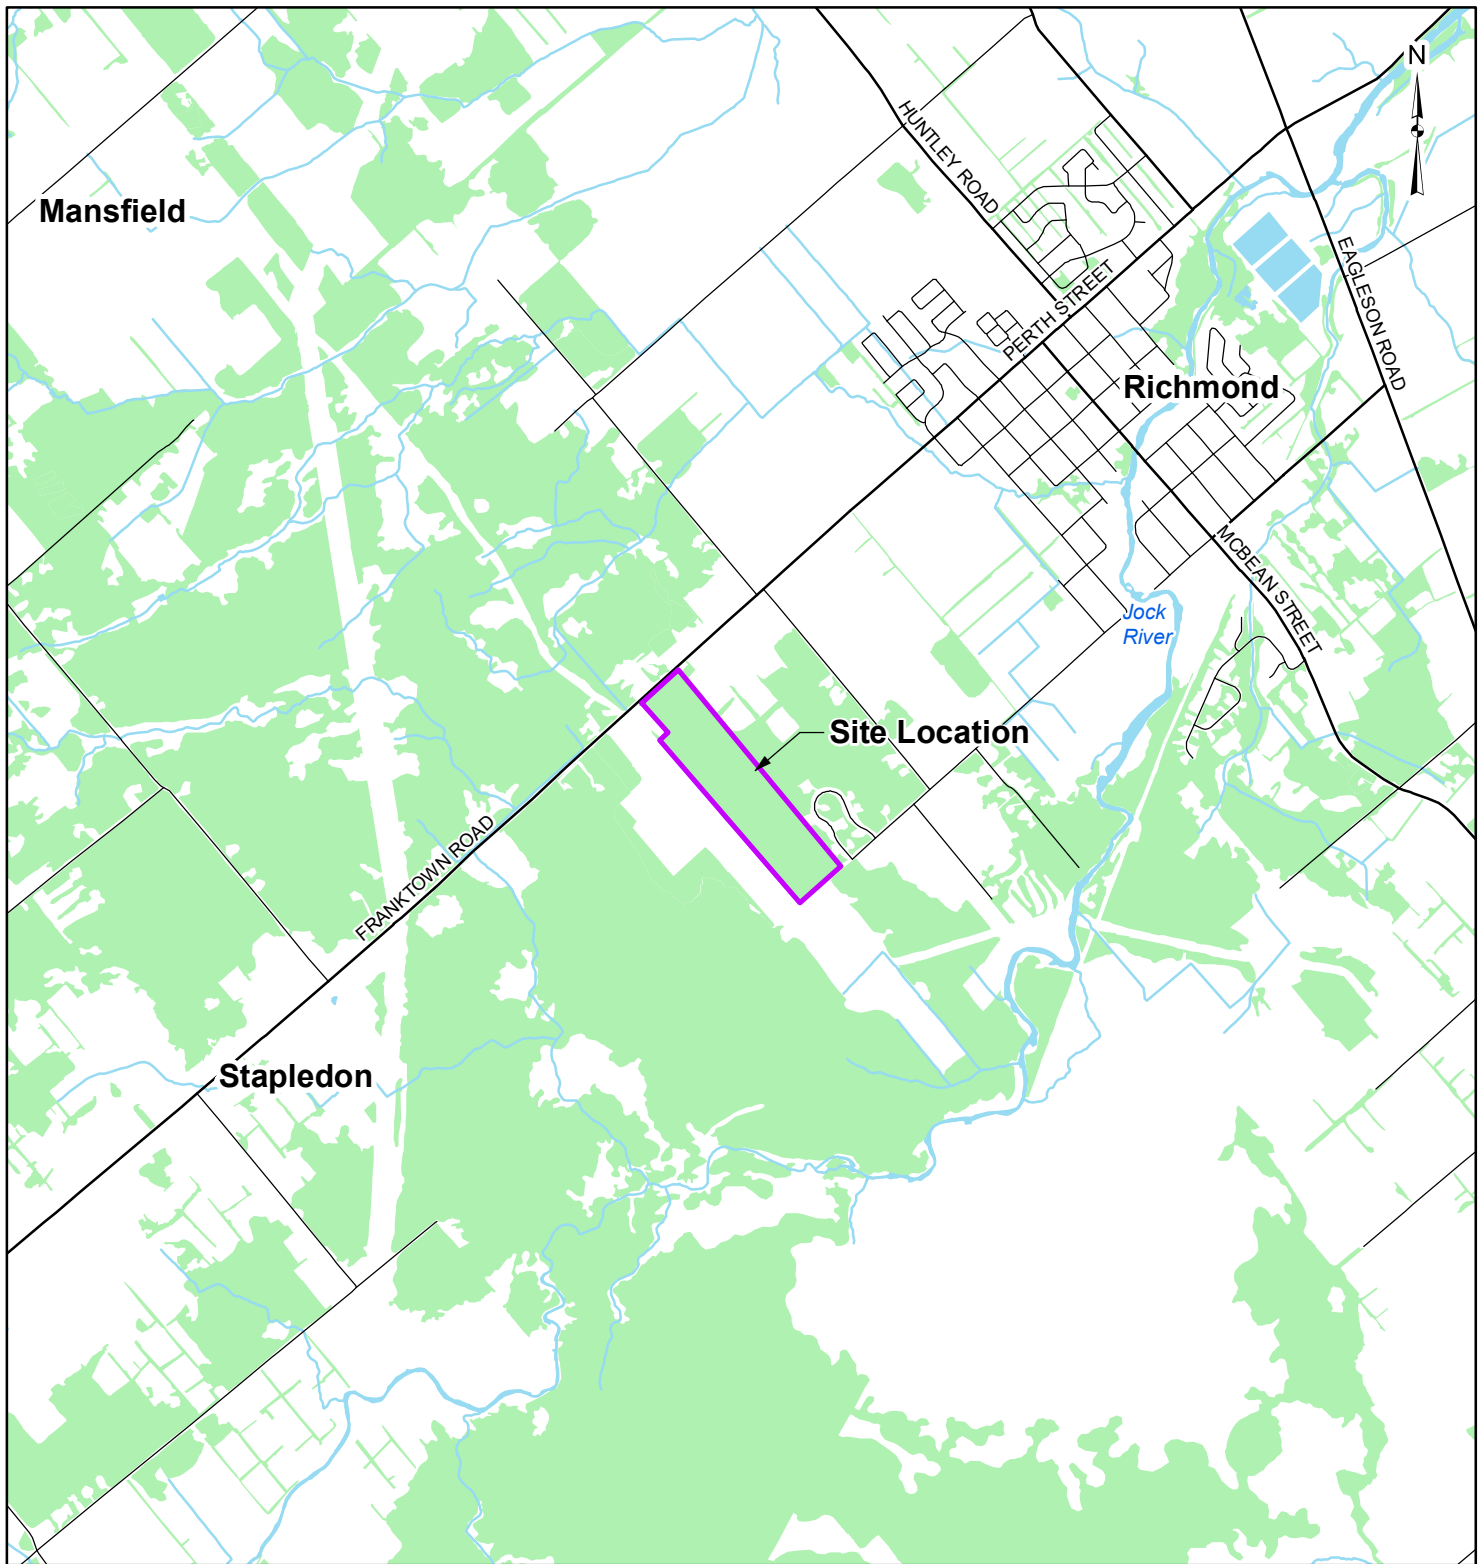 N
HUNTLEY ROAD
Mansfield
EAGLESON ROAD
PERTH STREET
Richmond
MCBEAN STREET
Jock
River
Site Location
FRANKTOWN ROAD
Stapledon